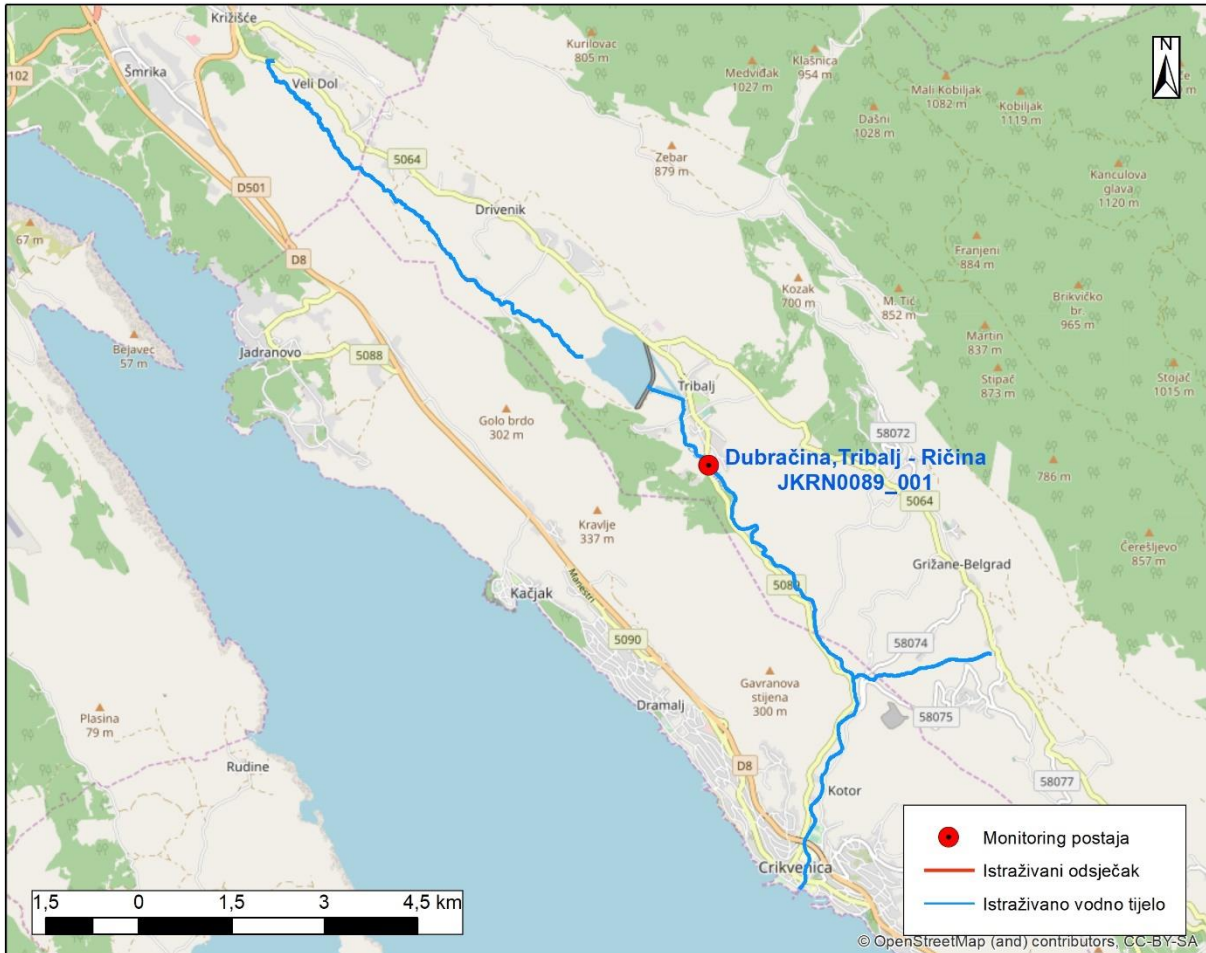 Križišće
Kurilovac
805 m
Klašnica
954 m
N
Šmrika
D102
Veli Dol
Medviđak
1027 m
Mali Kobiljak
1082 m
Kobiljak
1119 m
Dašni
1028 m
5064
Zebar
879 m
Kanculova
glava
1120 m
D501
Drivenik
67 m
D8
Franjeni
884 m
Kozak
700 m
M. Tić
852 m
Brikvičko
br
965 m
Bejavec
57 m
Jadranovo
5088
Martin
837 m
Stipač
873 m
Stojač
1015 m
Tribalj
Golo brdo
302 m
58072
Dubračina,Tribalj - Ričina
JKRN0089_001
786 m
5064
Kravlje
337 m
Čerešljevo
857 m
Grižane-Belgrad
Kačjak
Manestri
5089
5090
58074
Gavranova
stijena
300 m
Plasina
79 m
Dramalj
58075
Rudine
D8
58077
Kotor
Crikvenica
Monitoring postaja
Istraživani odsječak
Istraživano vodno tijelo
1,5 0 1,5 3 4,5 km
© OpenStreetMap (and) contributors, CC-BY-SA